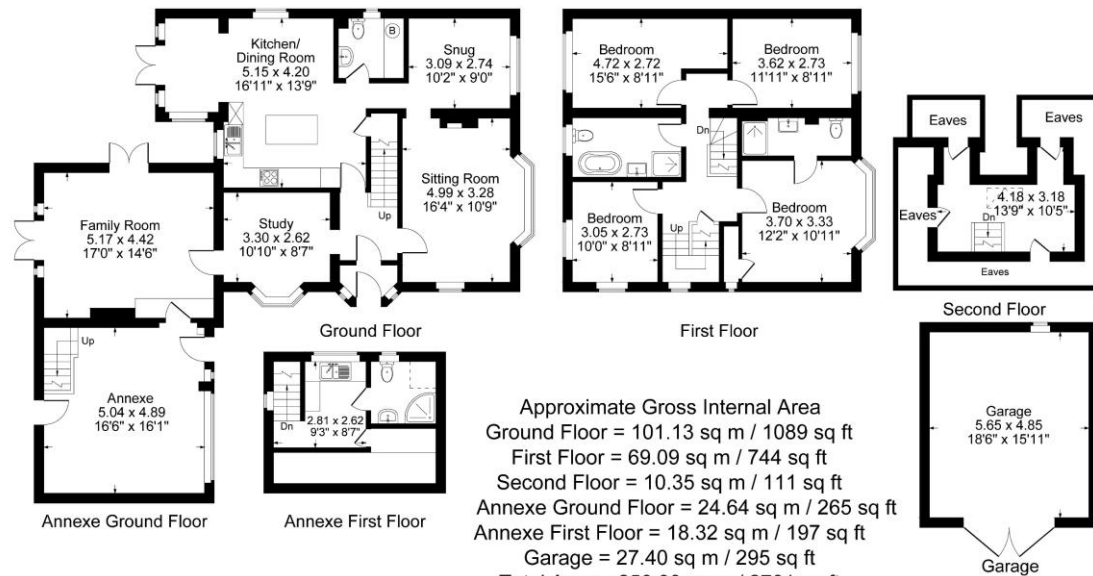 Kitchen/
Dining Room
5.15 x 4.20
16'11" x 13'9"
B
Snug
3.09 x 2.74
10'2" x 9'0"
Sitting Room
4.99 x 3.28
16'4" x 10'9"
Up
Family Room
5.17 x 4.42
17'0" x 14'6"
Study
3.30 x 2.62
10'10" x 8'7"
Ground Floor
Up
Annexe
5.04 x 4.89
16'6" x 16'1"
Annexe Ground Floor
Dn
2.81 x 2.62
9'3" x 8'7"
Annexe First Floor
Bedroom
4.72 x 2.72
15'6" x 8'11"
Bedroom
3.62 x 2.73
11'11" x 8'11"
Dn
Bedroom
3.05 x 2.73
10'0" x 8'11"
Up
Bedroom
3.70 x 3.33
12'2" x 10'11"
First Floor
Eaves
Eaves
Eaves
4.18 x 3.18
13'9" x 10'5"
Dn
Eaves
Second Floor
Garage
5.65 x 4.85
18'6" x 15'11"
Garage
Approximate Gross Internal Area
Ground Floor = 101.13 sq m / 1089 sq ft
First Floor = 69.09 sq m / 744 sq ft
Second Floor = 10.35 sq m / 111 sq ft
Annexe Ground Floor = 24.64 sq m / 265 sq ft
Annexe First Floor = 18.32 sq m / 197 sq ft
Garage = 27.40 sq m / 295 sq ft